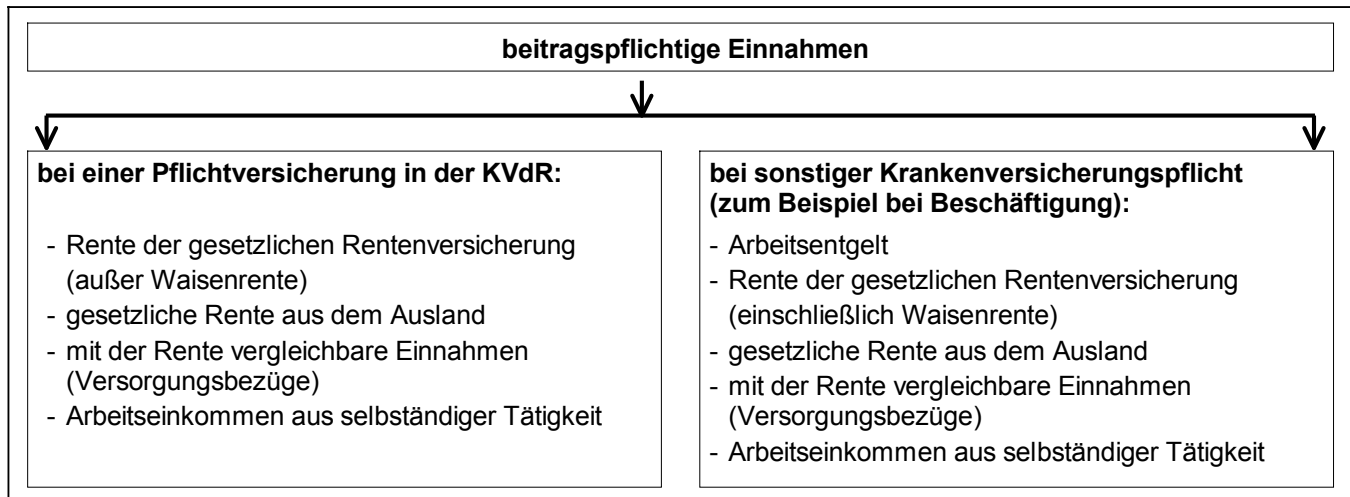 beitragspflichtige Einnahmen
bei einer Pflichtversicherung in der KVdR:
- Rente der gesetzlichen Rentenversicherung
(außer Waisenrente)
- gesetzliche Rente aus dem Ausland
- mit der Rente vergleichbare Einnahmen
(Versorgungsbezüge)
- Arbeitseinkommen aus selbständiger Tätigkeit
bei sonstiger Krankenversicherungspflicht
(zum Beispiel bei Beschäftigung):
- Arbeitsentgelt
- Rente der gesetzlichen Rentenversicherung
(einschließlich Waisenrente)
- gesetzliche Rente aus dem Ausland
- mit der Rente vergleichbare Einnahmen
(Versorgungsbezüge)
- Arbeitseinkommen aus selbständiger Tätigkeit